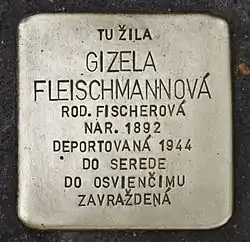 TU ŽILA
GIZELA
FLEISCHMANNOVÁ
ROD. FISCHEROVÁ
NAR. 1892
DEPORTOVANÁ 1944
DO SEREDE
DO OSVIENČIMU
ZAVRAŽDENÁ